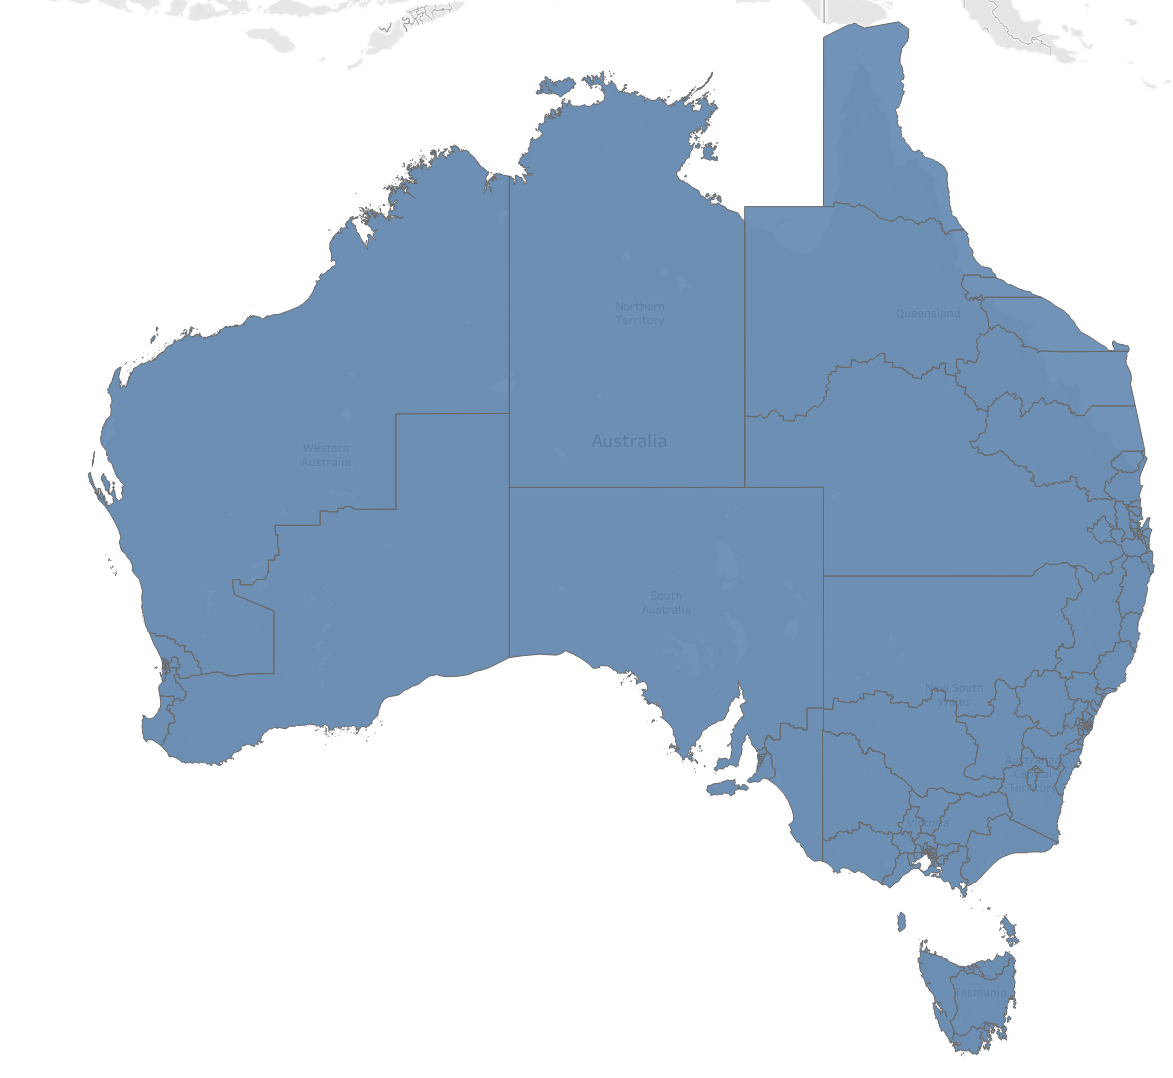 Northern
Territory
Queensland
Australia
Western
Australia
South
Australia
New South
Wales
Australian
Capital
Territory
Victoria
Tasmania